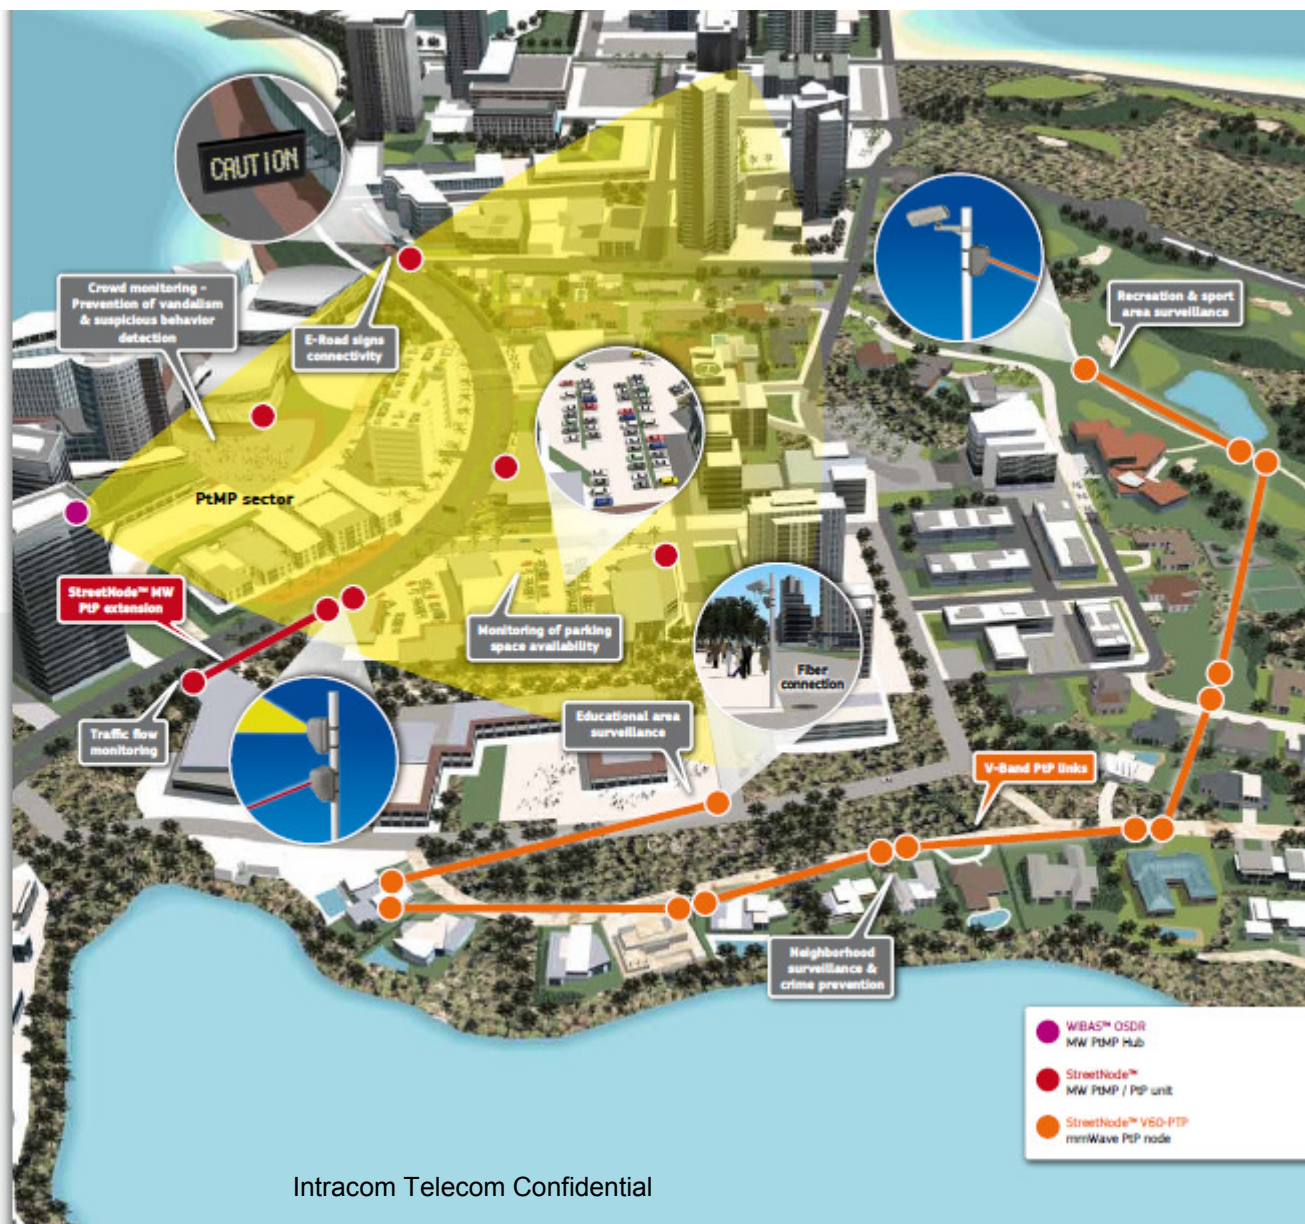 CAUTION
Crowd monitoring -
Prevention of vandalism
& suspicious behavior
detection
E-Road signs
connectivity
Recreation & sport
area surveillance
PtMP sector
StreetNode™ MW
PtP extension
Monitoring of parking
space availability
Fiber
connection
Traffic flow
monitoring
Educational area
surveillance
V-Band PtP links
Neighborhood
surveillance &
crime prevention
WiBAS™ OSDR
MW PtMP Hub
StreetNode™
MW PtMP / PtP unit
StreetNode™ V60-PTP
mmWave PtP node
Intracom Telecom Confidential